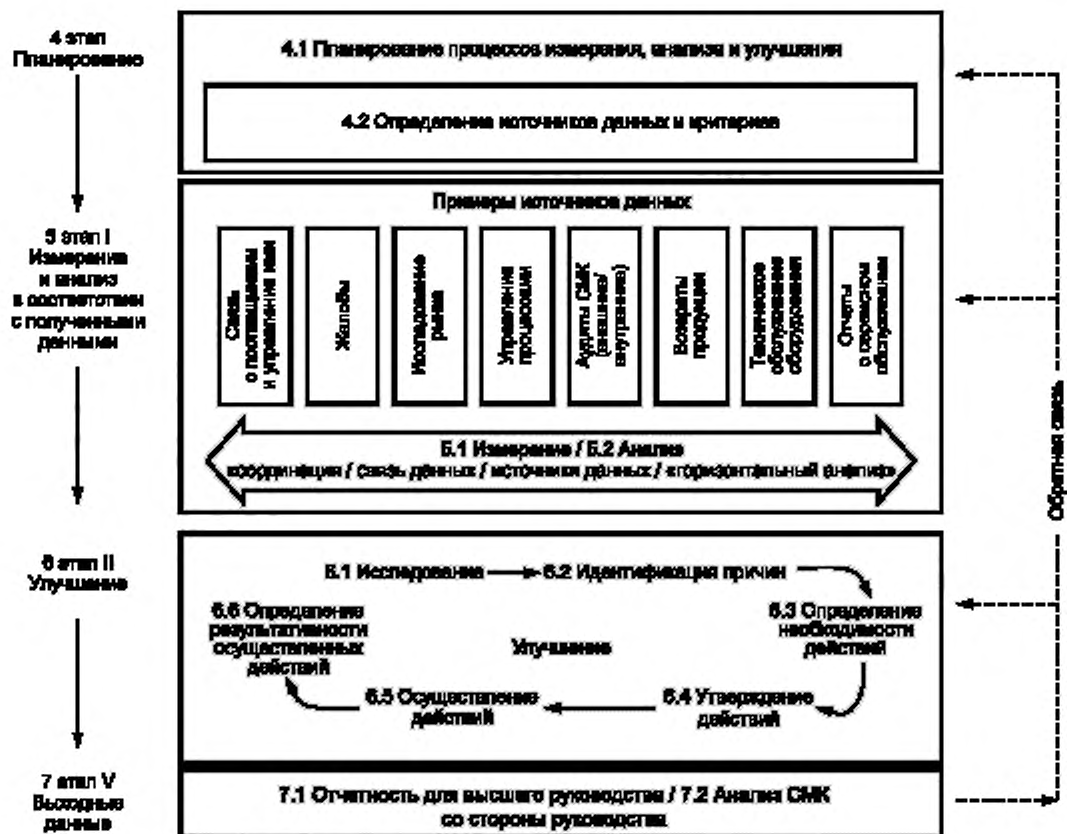 4 этап
Планирование
4.1 Планирование процессов измерения, анализа и улучшения
4.2 Определение источников данных и критериев
5 этап I
Измерение
и анализ
в соответствии
с полученными
данными
Примеры источников данных
Связь
с поставщиками
и управление ими
Жалобы
Исследование
рынка
Управление
процессами
Аудиты СМК
(внешние/
внутренние)
Возвраты
продукции
Техническое
обслуживание
оборудования
Отчеты
о сервисном
обслуживании
5.1 Измерение / 5.2 Анализ
«координация / связь данных / источники данных / «горизонтальный анализ»
Обратная связь
6 этап II
Улучшение
6.1 Исследование
6.2 Идентификация причин
6.3 Определение
необходимости
действий
6.6 Определение
результативности
осуществленных
действий
Улучшение
6.5 Осуществление
действий
6.4 Утверждение
действий
7 этап V
Выходные
данные
7.1 Отчетность для высшего руководства / 7.2 Анализ СМК
со стороны руководства